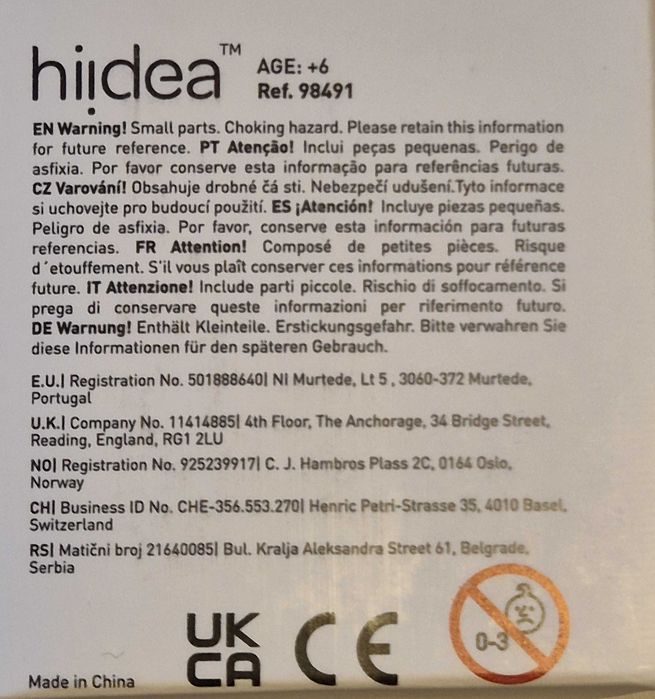 hi!dea™
AGE: +6
Ref. 98491
EN Warning! Small parts. Choking hazard. Please retain this information
for future reference. PT Atenção! Inclui peças pequenas. Perigo de
asfixia. Por favor conserve esta informação para referências futuras.
CZ Varování! Obsahuje drobné čá sti. Nebezpečí udušení.Tyto informace
si uchovejte pro budoucí použití. ES ¡Atención! Incluye piezas pequeñas.
Peligro de asfixia. Por favor, conserve esta información para futuras
referencias. FR Attention! Composé de petites pièces. Risque
d´etouffement. S'il vous plaît conserver ces informations pour référence
future. IT Attenzione! Include parti piccole. Rischio di soffocamento. Si
prega di conservare queste informazioni per riferimento futuro.
DE Warnung! Enthält Kleinteile. Erstickungsgefahr. Bitte verwahren Sie
diese Informationen für den späteren Gebrauch.
E.U.| Registration No. 501888640| NI Murtede, Lt 5 , 3060-372 Murtede,
Portugal
U.K.| Company No. 11414885| 4th Floor, The Anchorage, 34 Bridge Street,
Reading, England, RG1 2LU
NO| Registration No. 925239917| C. J. Hambros Plass 2C, 0164 Oslo,
Norway
CH| Business ID No. CHE-356.553.270| Henric Petri-Strasse 35, 4010 Basel,
Switzerland
RS| Matični broj 21640085| Bul. Kralja Aleksandra Street 61, Belgrade,
Serbia
Made in China
UK
CA
CE
0-3